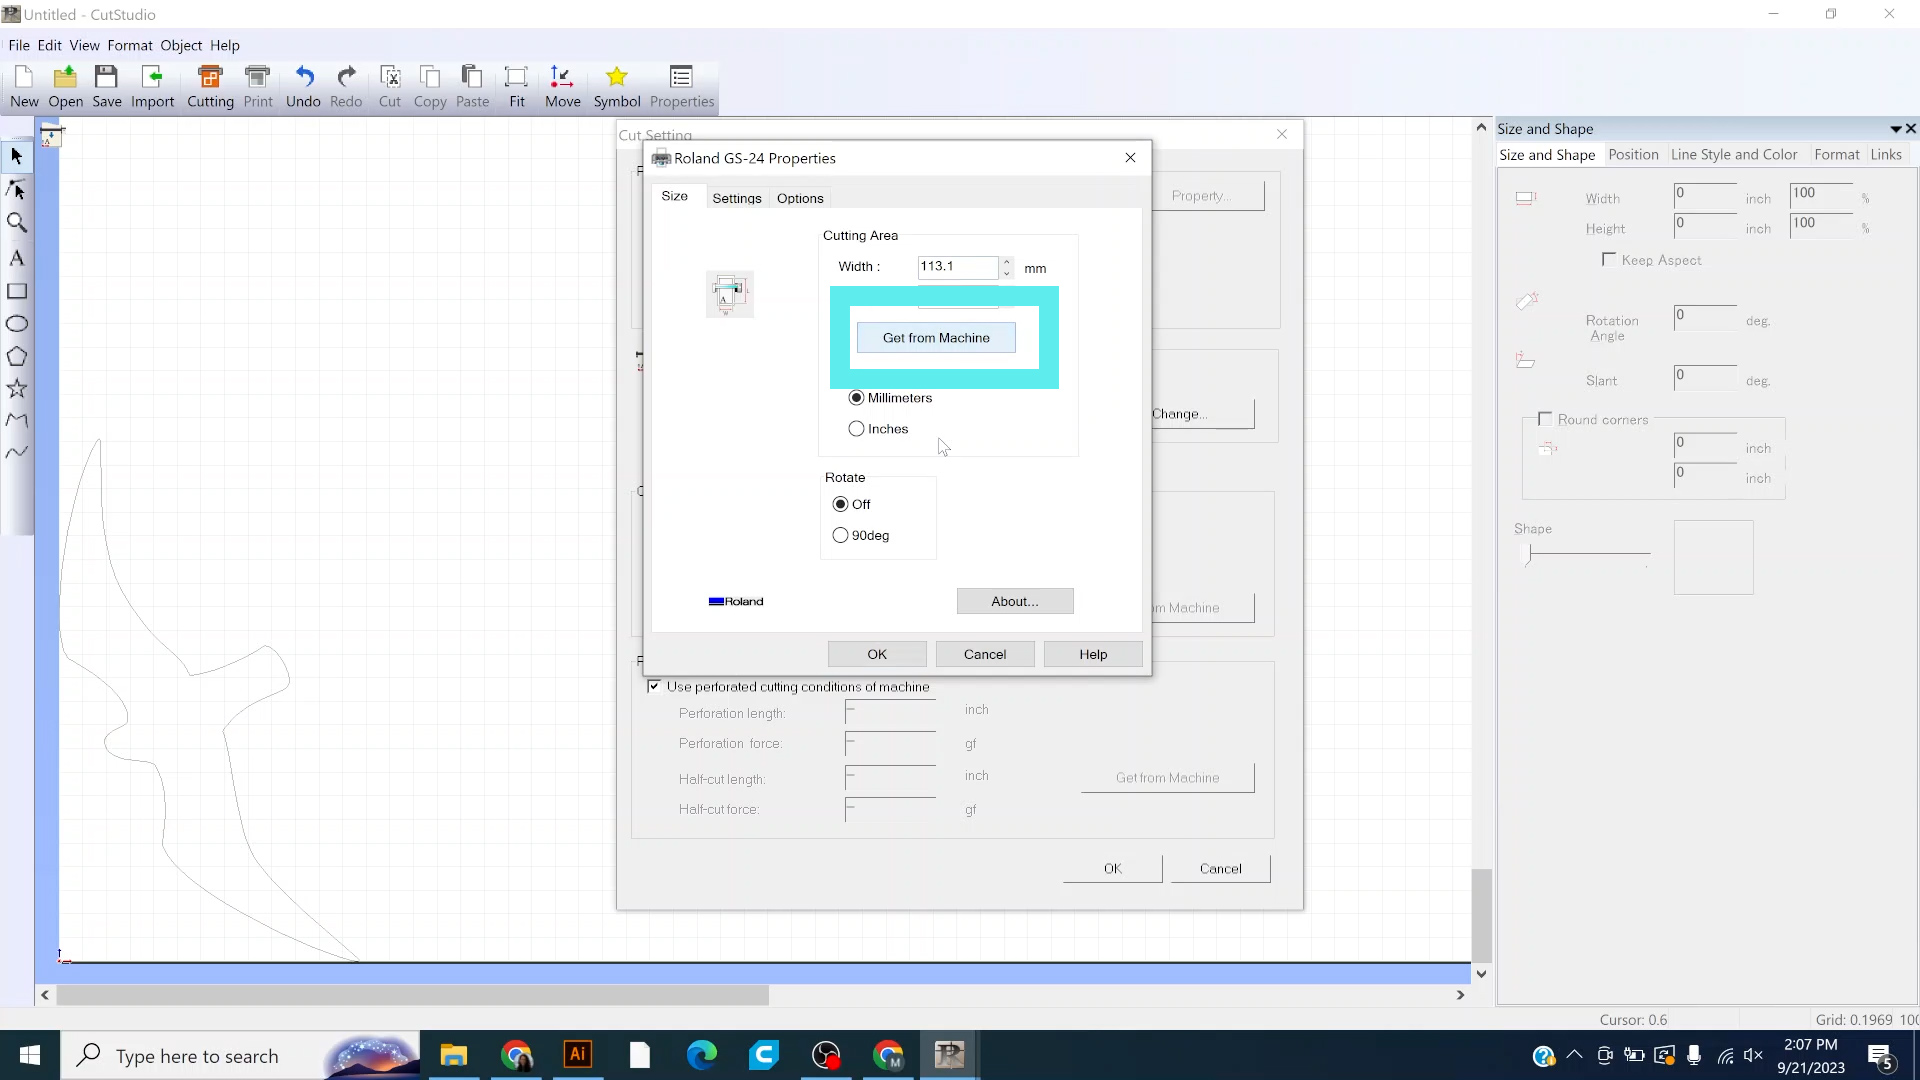 Untitled - CutStudio
File Edit View Format Object Help
New Open Save Import Cutting Print Undo Redo Cut Copy Paste Fit Move Symbol Properties
Cut Setting
Roland GS-24 Properties
Size Settings Options
Cutting Area
Width : 113.1 mm
Get from Machine
Millimeters
Inches
Rotate
Off
90deg
Roland
About...
OK Cancel Help
Property...
Change...
m Machine
Use perforated cutting conditions of machine
Perforation length: inch
Perforation force: gf
Half-cut length: inch
Get from Machine
Half-cut force: gf
OK Cancel
Size and Shape
Size and Shape Position Line Style and Color Format Links
Width 0 inch 100 %
Height 0 inch 100 %
Keep Aspect
Rotation Angle 0 deg.
Slant 0 deg.
Round corners
0 inch
0 inch
Shape
Cursor: 0.6 Grid: 0.1969 100
Type here to search
2:07 PM
9/21/2023
5